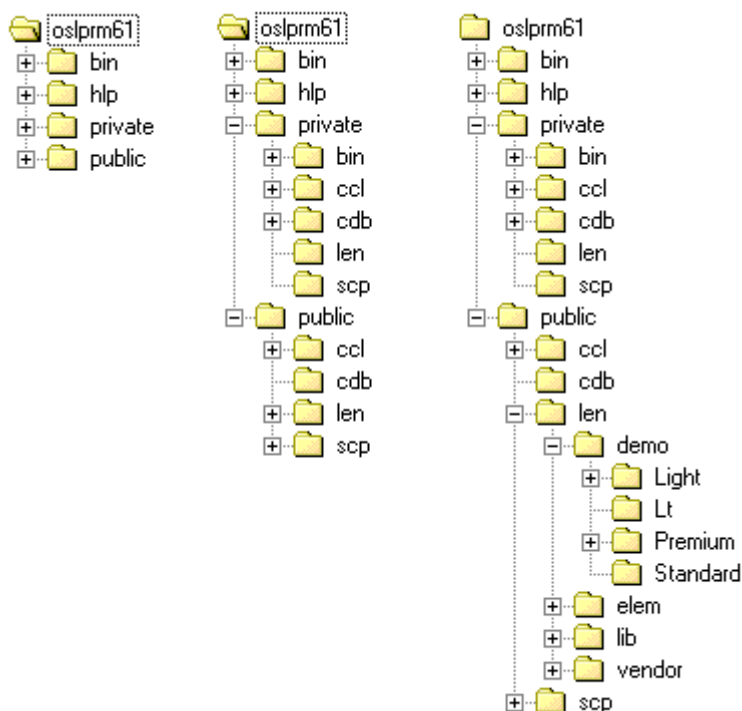 oslprm61
bin
hlp
private
public
oslprm61
bin
hlp
private
bin
ccl
cdb
len
scp
public
ccl
cdb
len
scp
oslprm61
bin
hlp
private
bin
ccl
cdb
len
scp
public
ccl
cdb
len
demo
Light
Lt
Premium
Standard
elem
lib
vendor
scp